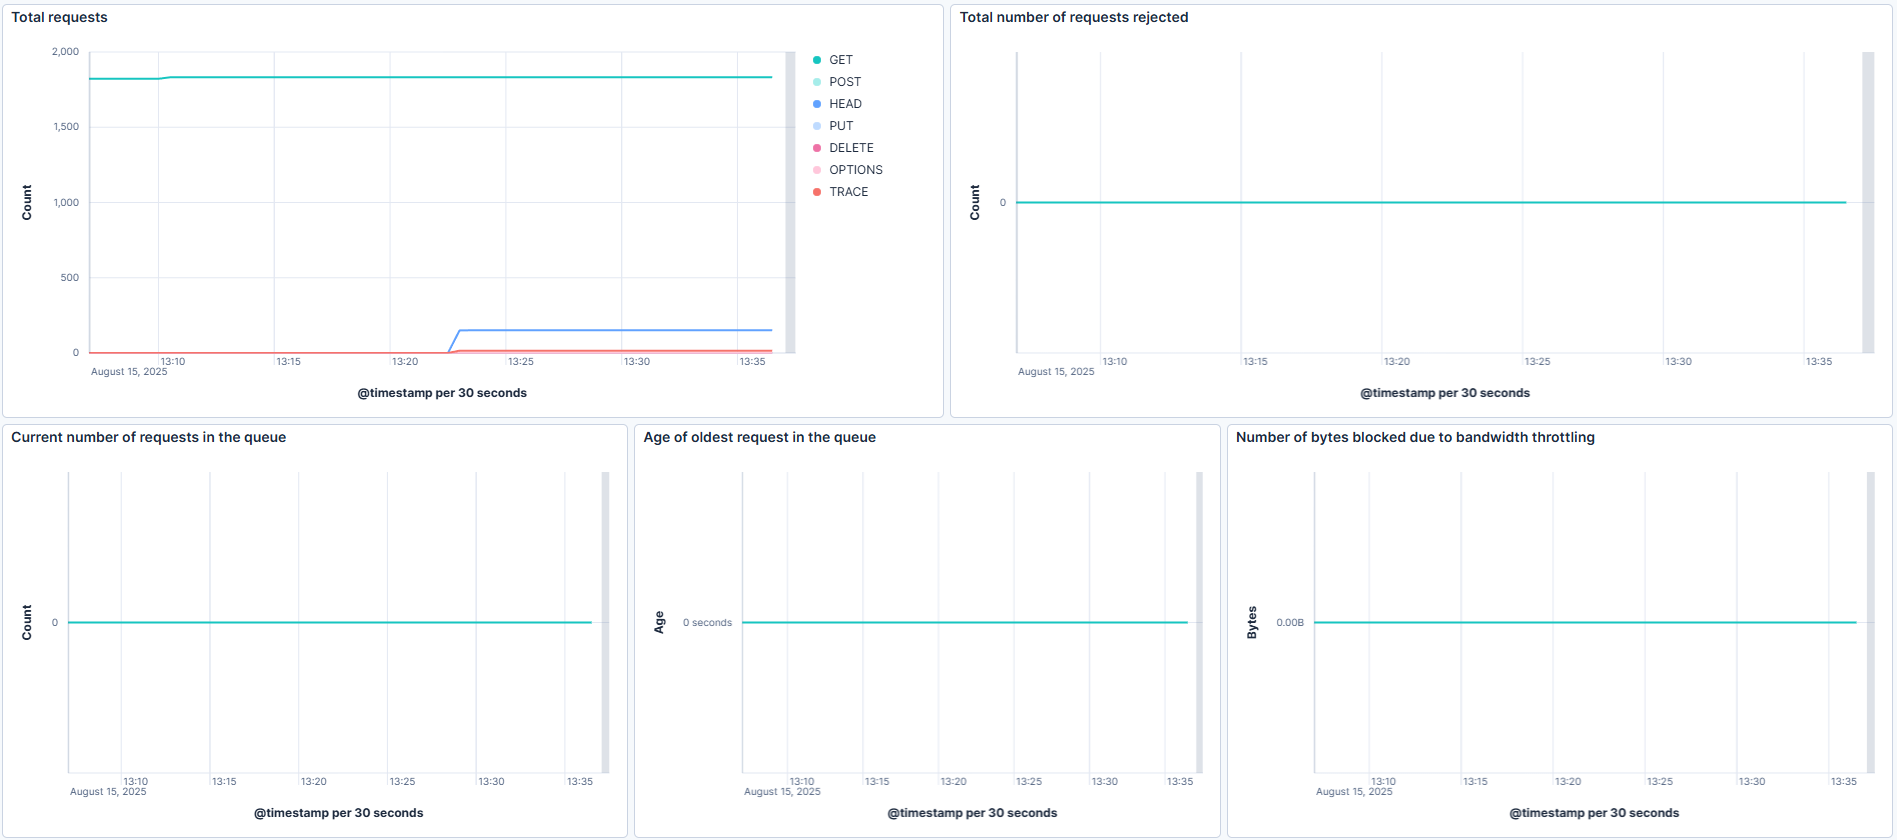 Total requests
2,000
1,500
1,000
500
0
Count
13:10
13:15
13:20
13:25
13:30
13:35
August 15, 2025
@timestamp per 30 seconds
GET
POST
HEAD
PUT
DELETE
OPTIONS
TRACE
Total number of requests rejected
Count
0
13:10
13:15
13:20
13:25
13:30
13:35
August 15, 2025
@timestamp per 30 seconds
Current number of requests in the queue
Count
0
13:10
13:15
13:20
13:25
13:30
13:35
August 15, 2025
@timestamp per 30 seconds
Age of oldest request in the queue
Age
0 seconds
13:10
13:15
13:20
13:25
13:30
13:35
August 15, 2025
@timestamp per 30 seconds
Number of bytes blocked due to bandwidth throttling
Bytes
0.00B
13:10
13:15
13:20
13:25
13:30
13:35
August 15, 2025
@timestamp per 30 seconds